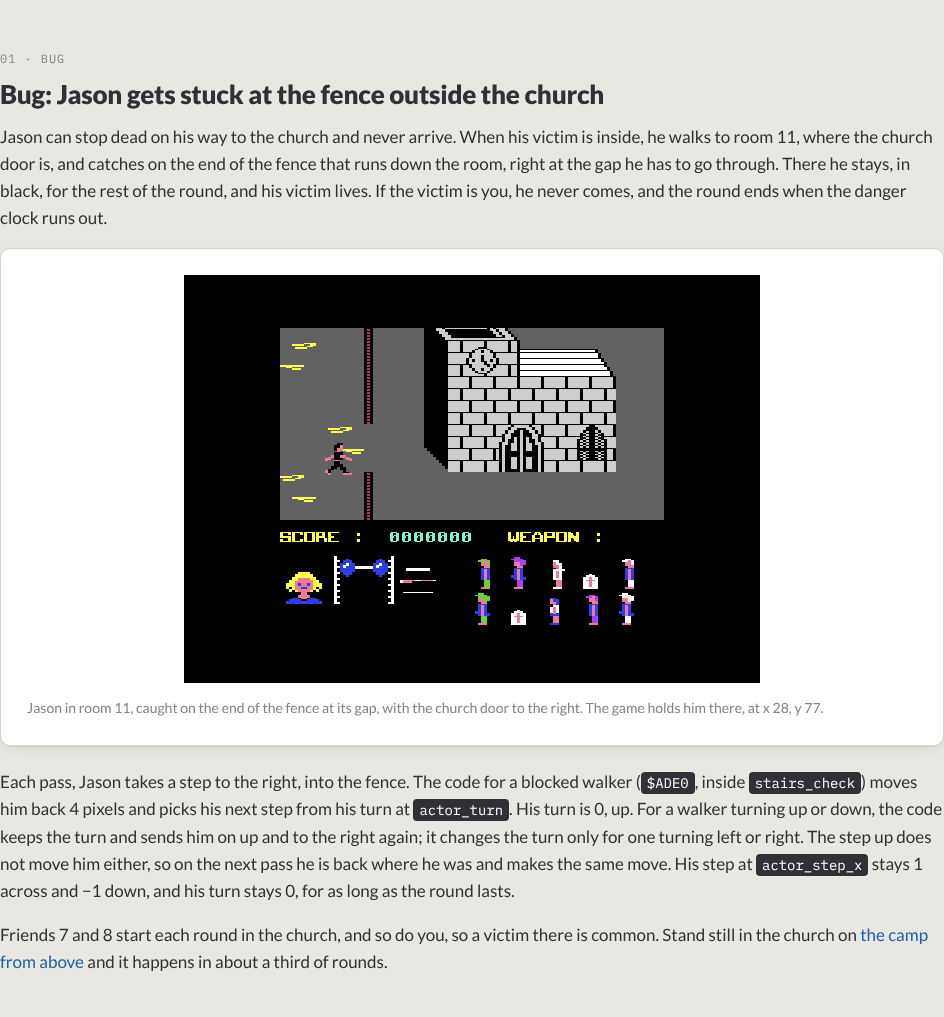 01 · BUG
Bug: Jason gets stuck at the fence outside the church
Jason can stop dead on his way to the church and never arrive. When his victim is inside, he walks to room 11, where the church
door is, and catches on the end of the fence that runs down the room, right at the gap he has to go through. There he stays, in
black, for the rest of the round, and his victim lives. If the victim is you, he never comes, and the round ends when the danger
clock runs out.
SCORE : 0000000 WEAPON :
Jason in room 11, caught on the end of the fence at its gap, with the church door to the right. The game holds him there, at x 28, y 77.
Each pass, Jason takes a step to the right, into the fence. The code for a blocked walker ($ADE0, inside stairs_check) moves
him back 4 pixels and picks his next step from his turn at actor_turn. His turn is 0, up. For a walker turning up or down, the code
keeps the turn and sends him on up and to the right again; it changes the turn only for one turning left or right. The step up does
not move him either, so on the next pass he is back where he was and makes the same move. His step at actor_step_x stays 1
across and −1 down, and his turn stays 0, for as long as the round lasts.
Friends 7 and 8 start each round in the church, and so do you, so a victim there is common. Stand still in the church on the camp
from above and it happens in about a third of rounds.